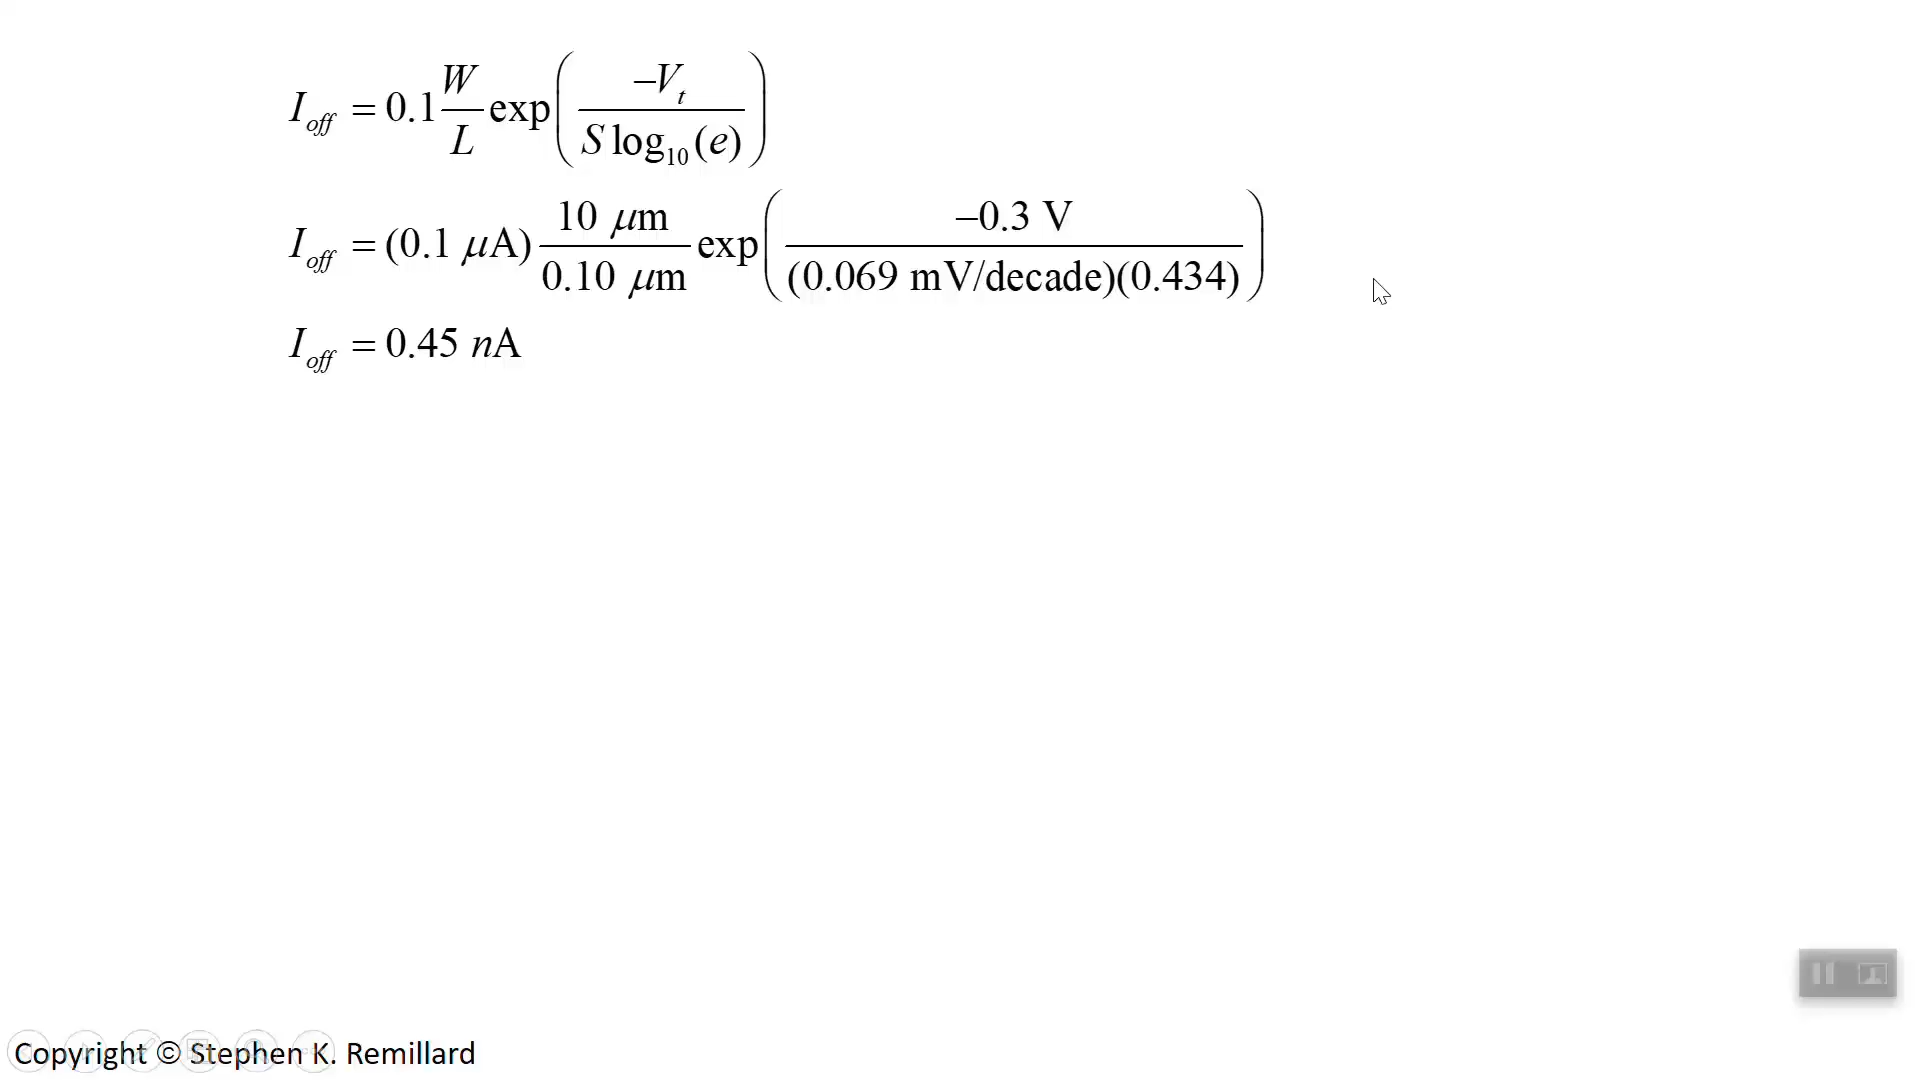 I_off = 0.1 W/L exp(−V_t / S log₁₀(e))
I_off = (0.1 μA) 10 μm / 0.10 μm exp(−0.3 V / (0.069 mV/decade)(0.434))
I_off = 0.45 nA
Copyright © Stephen K. Remillard